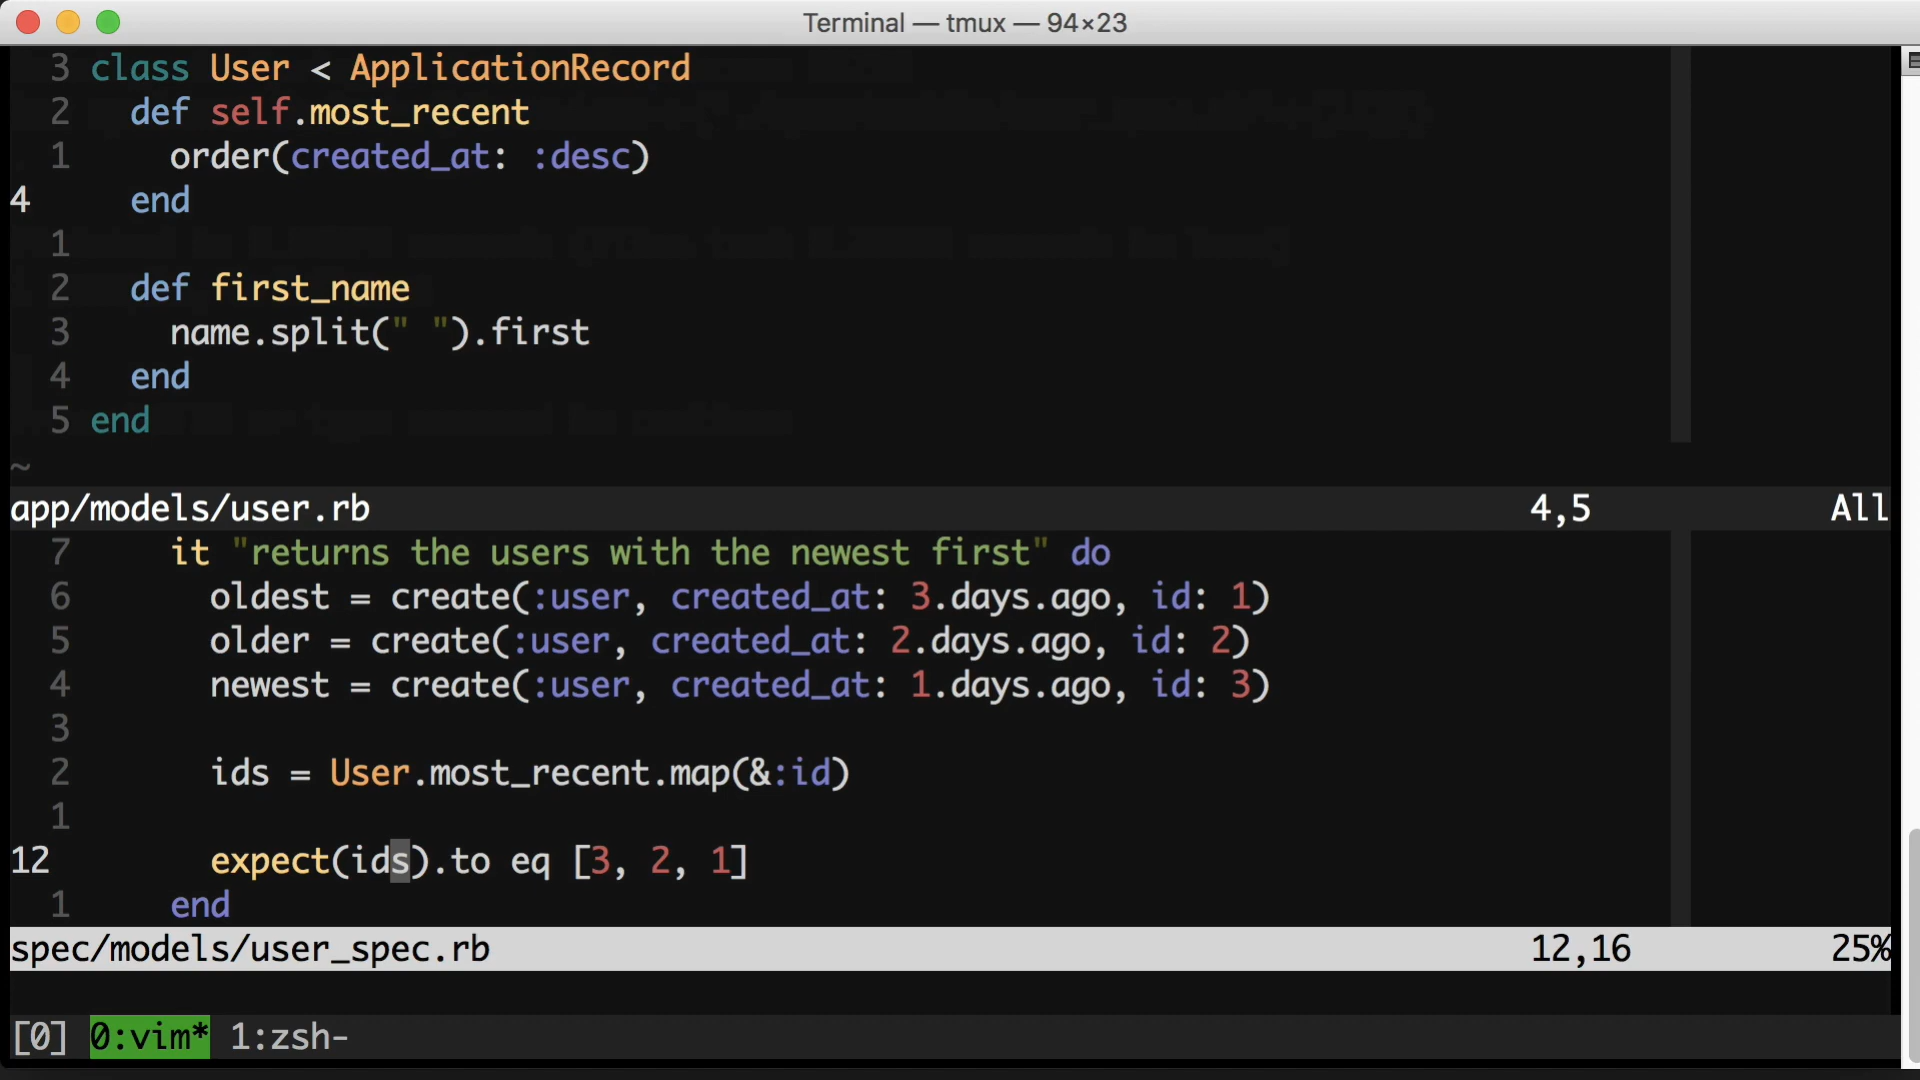 Terminal — tmux — 94×23
3 class User < ApplicationRecord
2   def self.most_recent
1     order(created_at: :desc)
4   end
1
2   def first_name
3     name.split(" ").first
4   end
5 end
~
app/models/user.rb 4,5 All
7     it "returns the users with the newest first" do
6       oldest = create(:user, created_at: 3.days.ago, id: 1)
5       older = create(:user, created_at: 2.days.ago, id: 2)
4       newest = create(:user, created_at: 1.days.ago, id: 3)
3
2       ids = User.most_recent.map(&:id)
1
12       expect(ids).to eq [3, 2, 1]
1     end
spec/models/user_spec.rb 12,16 25%
[0] 0:vim* 1:zsh-